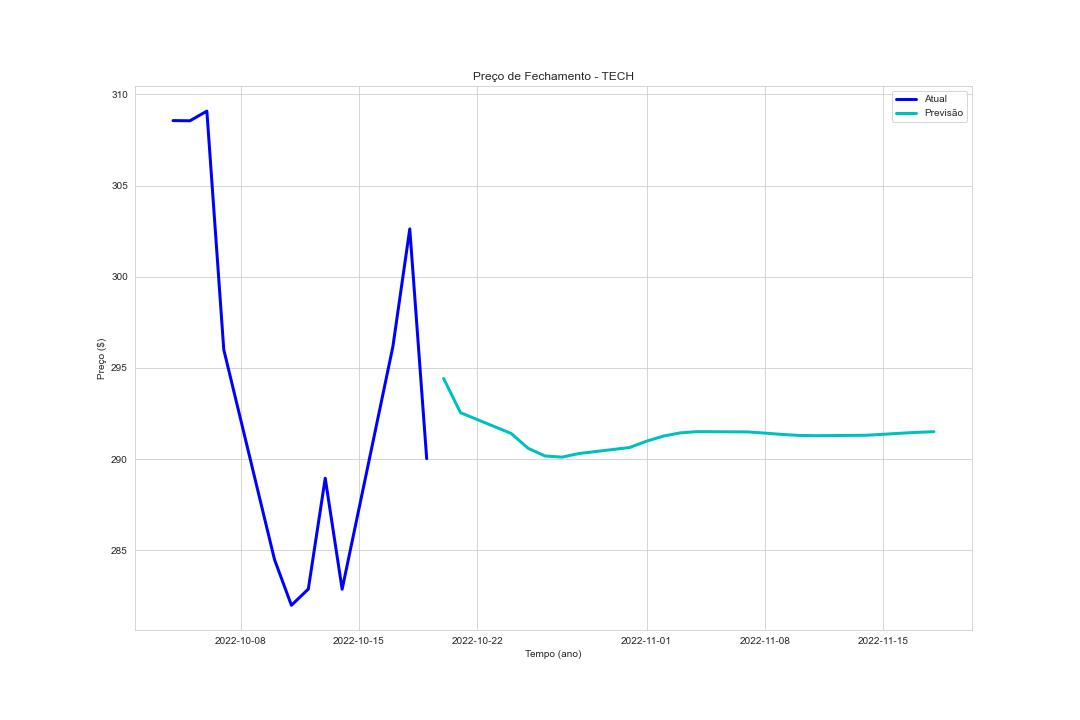 Preço de Fechamento - TECH
Atual
Previsão
310
305
300
295
290
285
Preço ($)
2022-10-08
2022-10-15
2022-10-22
2022-11-01
2022-11-08
2022-11-15
Tempo (ano)